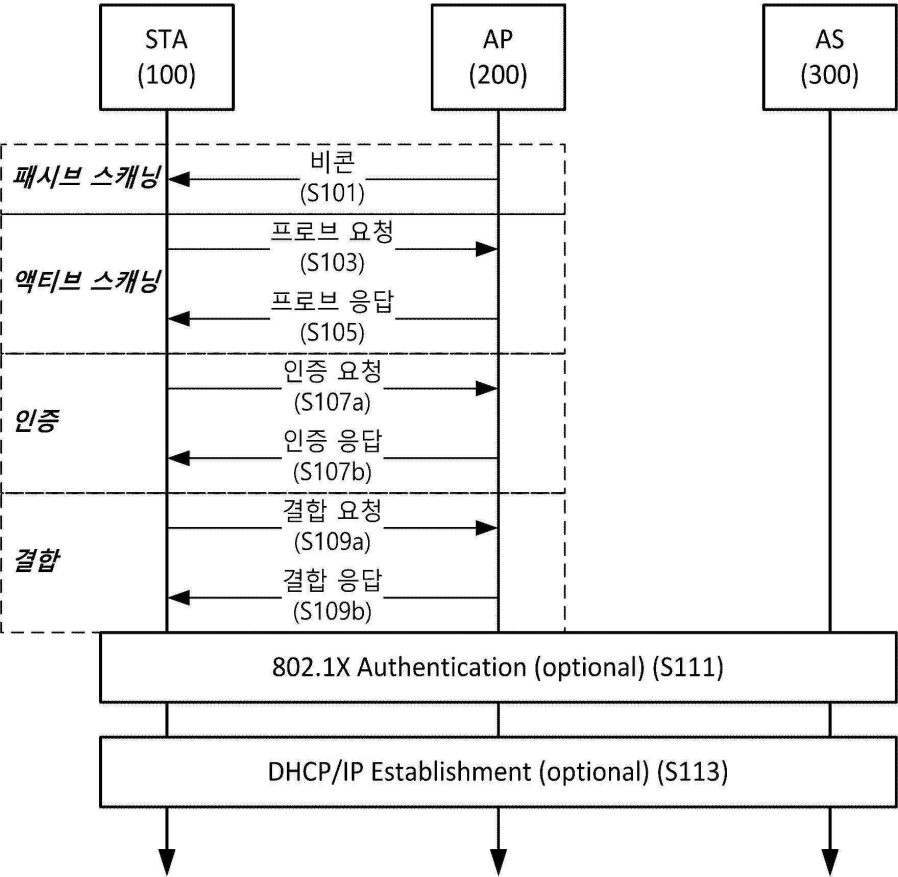 STA
(100)
AP
(200)
AS
(300)
패시브 스캐닝
비콘
(S101)
액티브 스캐닝
프로브 요청
(S103)
프로브 응답
(S105)
인증
인증 요청
(S107a)
인증 응답
(S107b)
결합
결합 요청
(S109a)
결합 응답
(S109b)
802.1X Authentication (optional) (S111)
DHCP/IP Establishment (optional) (S113)